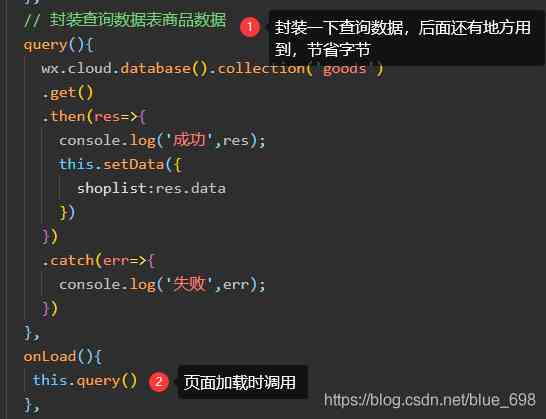 // 封装查询数据表商品数据
1 封装一下查询数据，后面还有地方用
到，节省字节
query(){
wx.cloud.database().collection('goods')
.get()
.then(res=>{
console.log('成功',res);
this.setData({
shoplist:res.data
})
})
.catch(err=>{
console.log('失败',err);
})
},
onLoad(){
this.query() 2 页面加载时调用
},
https://blog.csdn.net/blue_698